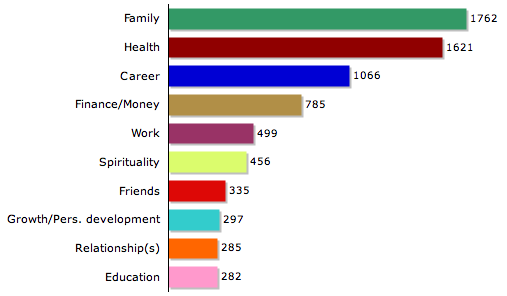 Family 1762
Health 1621
Career 1066
Finance/Money 785
Work 499
Spirituality 456
Friends 335
Growth/Pers. development 297
Relationship(s) 285
Education 282